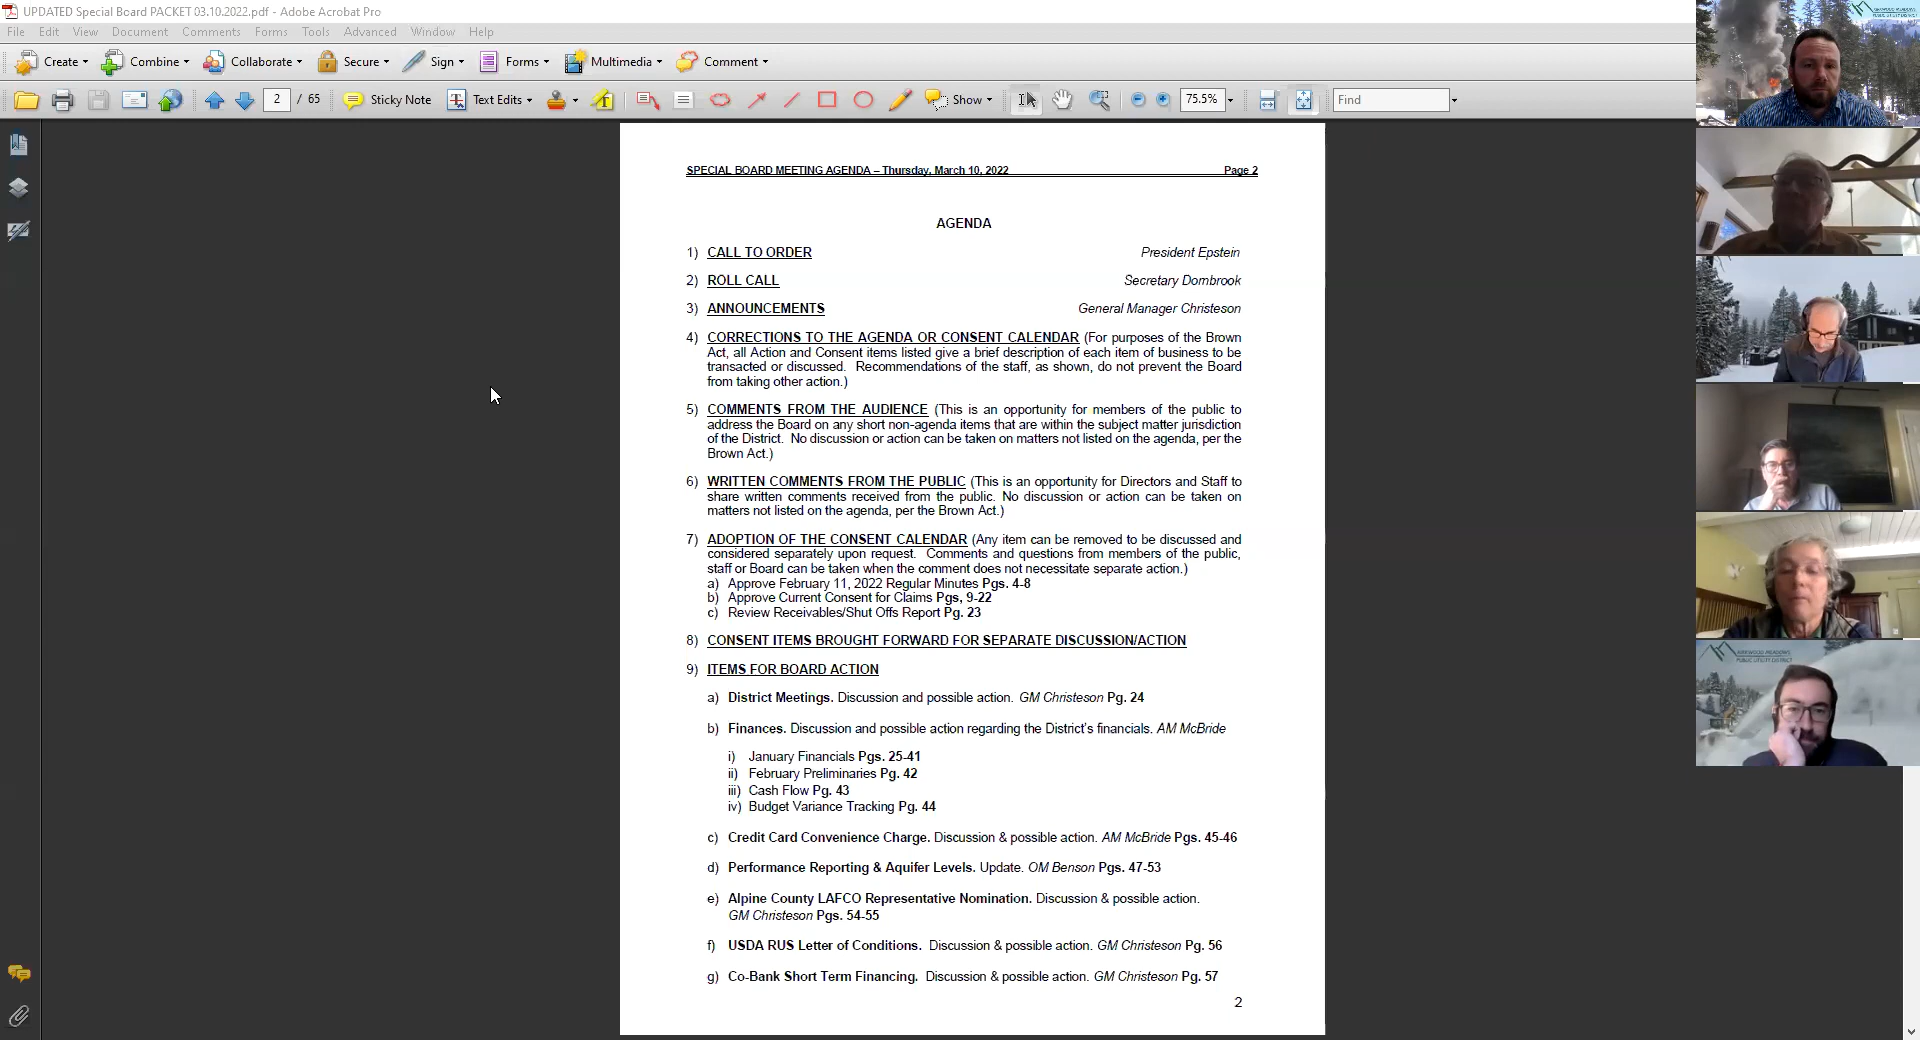 UPDATED Special Board PACKET 03.10.2022.pdf - Adobe Acrobat Pro
File Edit View Document Comments Forms Tools Advanced Window Help
Create Combine Collaborate Secure Sign Forms Multimedia Comment
2 / 65 Sticky Note Text Edits Show 75.5% Find
SPECIAL BOARD MEETING AGENDA – Thursday, March 10, 2022 Page 2
AGENDA
1) CALL TO ORDER President Epstein
2) ROLL CALL Secretary Dornbrook
3) ANNOUNCEMENTS General Manager Christeson
4) CORRECTIONS TO THE AGENDA OR CONSENT CALENDAR (For purposes of the Brown
Act, all Action and Consent items listed give a brief description of each item of business to be
transacted or discussed. Recommendations of the staff, as shown, do not prevent the Board
from taking other action.)
5) COMMENTS FROM THE AUDIENCE (This is an opportunity for members of the public to
address the Board on any short non-agenda items that are within the subject matter jurisdiction
of the District. No discussion or action can be taken on matters not listed on the agenda, per the
Brown Act.)
6) WRITTEN COMMENTS FROM THE PUBLIC (This is an opportunity for Directors and Staff to
share written comments received from the public. No discussion or action can be taken on
matters not listed on the agenda, per the Brown Act.)
7) ADOPTION OF THE CONSENT CALENDAR (Any item can be removed to be discussed and
considered separately upon request. Comments and questions from members of the public,
staff or Board can be taken when the comment does not necessitate separate action.)
a) Approve February 11, 2022 Regular Minutes Pgs. 4-8
b) Approve Current Consent for Claims Pgs, 9-22
c) Review Receivables/Shut Offs Report Pg. 23
8) CONSENT ITEMS BROUGHT FORWARD FOR SEPARATE DISCUSSION/ACTION
9) ITEMS FOR BOARD ACTION
a) District Meetings. Discussion and possible action. GM Christeson Pg. 24
b) Finances. Discussion and possible action regarding the District's financials. AM McBride
i) January Financials Pgs. 25-41
ii) February Preliminaries Pg. 42
iii) Cash Flow Pg. 43
iv) Budget Variance Tracking Pg. 44
c) Credit Card Convenience Charge. Discussion & possible action. AM McBride Pgs. 45-46
d) Performance Reporting & Aquifer Levels. Update. OM Benson Pgs. 47-53
e) Alpine County LAFCO Representative Nomination. Discussion & possible action.
GM Christeson Pgs. 54-55
f) USDA RUS Letter of Conditions. Discussion & possible action. GM Christeson Pg. 56
g) Co-Bank Short Term Financing. Discussion & possible action. GM Christeson Pg. 57
2
KIRKWOOD MEADOWS
PUBLIC UTILITY DISTRICT